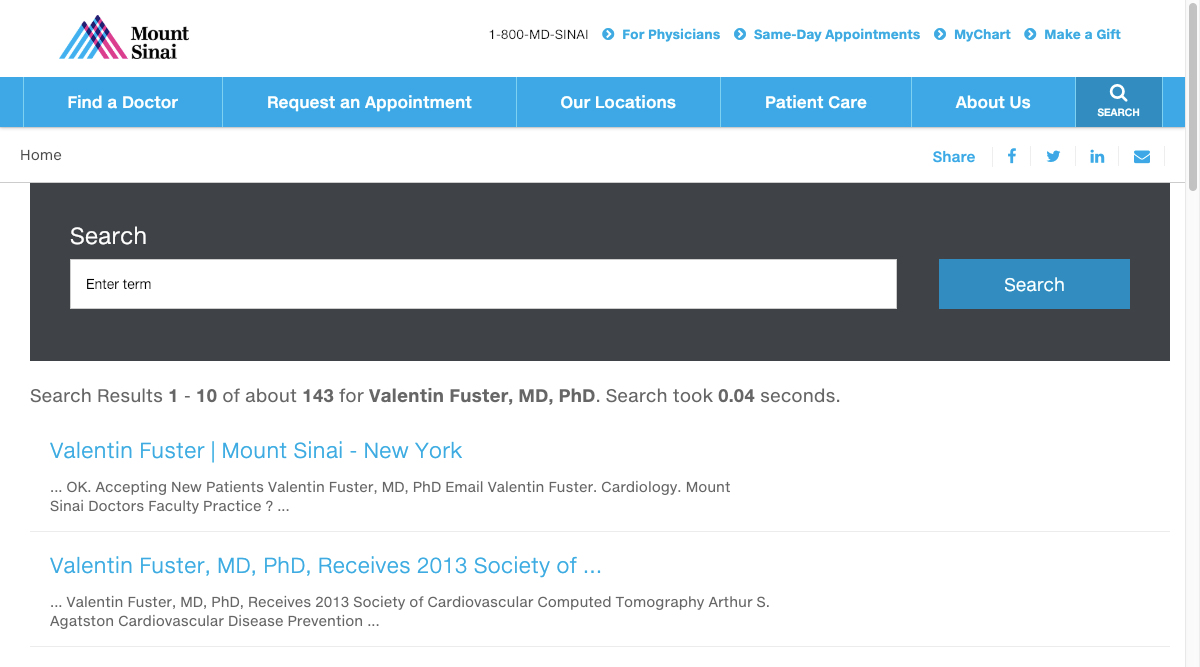 Mount
Sinai
1-800-MD-SINAI For Physicians Same-Day Appointments MyChart Make a Gift
Find a Doctor Request an Appointment Our Locations Patient Care About Us SEARCH
Home Share
Search
Enter term Search
Search Results 1 - 10 of about 143 for Valentin Fuster, MD, PhD. Search took 0.04 seconds.
Valentin Fuster | Mount Sinai - New York
... OK. Accepting New Patients Valentin Fuster, MD, PhD Email Valentin Fuster. Cardiology. Mount
Sinai Doctors Faculty Practice ? ...
Valentin Fuster, MD, PhD, Receives 2013 Society of ...
... Valentin Fuster, MD, PhD, Receives 2013 Society of Cardiovascular Computed Tomography Arthur S.
Agatston Cardiovascular Disease Prevention ...